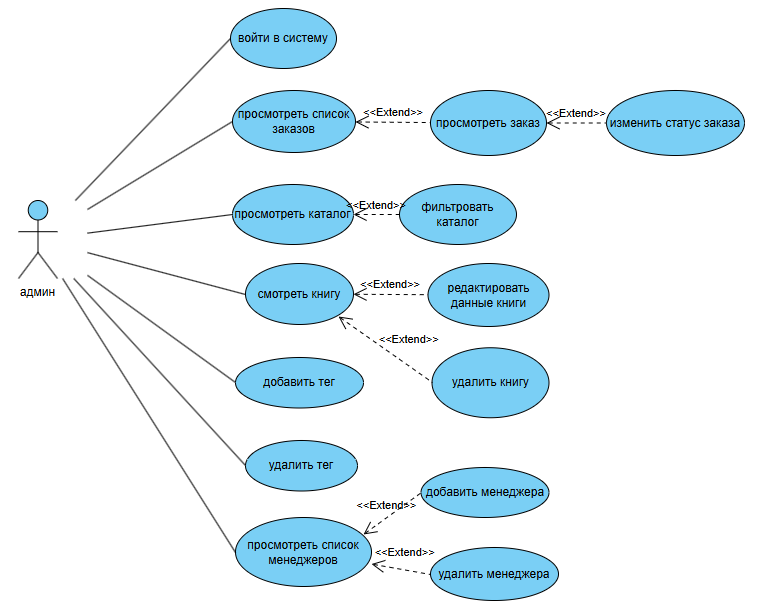 войти в систему
просмотреть список
заказов
<<Extend>>
просмотреть заказ
<<Extend>>
изменить статус заказа
просмотреть каталог
<<Extend>>
фильтровать
каталог
админ
смотреть книгу
<<Extend>>
редактировать
данные книги
<<Extend>>
удалить книгу
добавить тег
удалить тег
<<Extend>>
добавить менеджера
просмотреть список
менеджеров
<<Extend>>
удалить менеджера